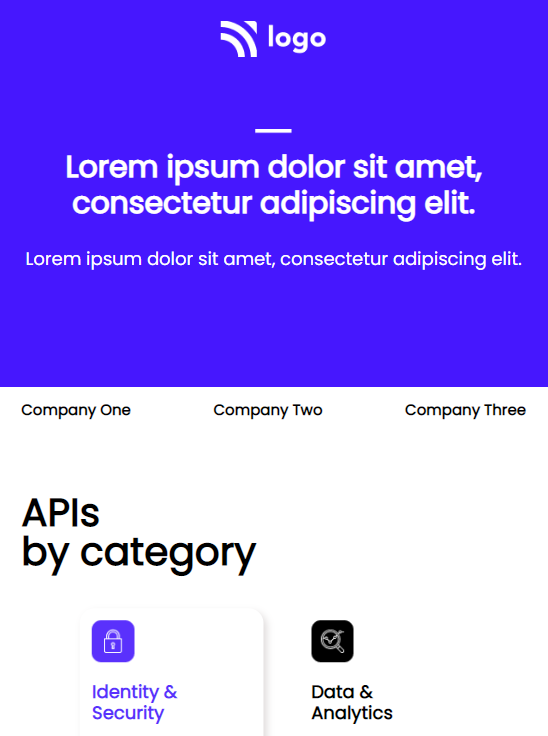 logo
Lorem ipsum dolor sit amet,
consectetur adipiscing elit.
Lorem ipsum dolor sit amet, consectetur adipiscing elit.
Company One Company Two Company Three
APIs
by category
Identity &
Security
Data &
Analytics